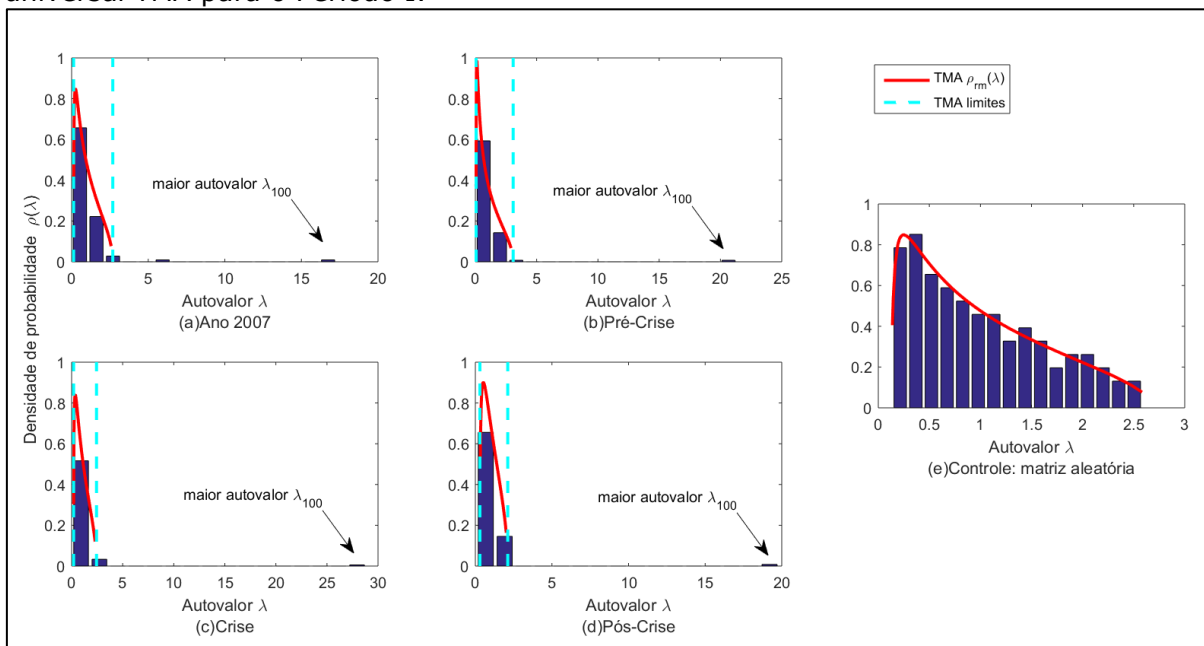 universal TMA para o Período 1.
Densidade de probabilidade ρ(λ)
1
0.8
0.6
0.4
0.2
0
maior autovalor λ100
0 5 10 15 20
Autovalor λ
(a)Ano 2007
1
0.8
0.6
0.4
0.2
0
maior autovalor λ100
0 5 10 15 20 25
Autovalor λ
(b)Pré-Crise
TMA ρrm(λ)
TMA limites
1
0.8
0.6
0.4
0.2
0
maior autovalor λ100
0 5 10 15 20 25 30
Autovalor λ
(c)Crise
1
0.8
0.6
0.4
0.2
0
maior autovalor λ100
0 5 10 15 20
Autovalor λ
(d)Pós-Crise
1
0.8
0.6
0.4
0.2
0
0 0.5 1 1.5 2 2.5 3
Autovalor λ
(e)Controle: matriz aleatória